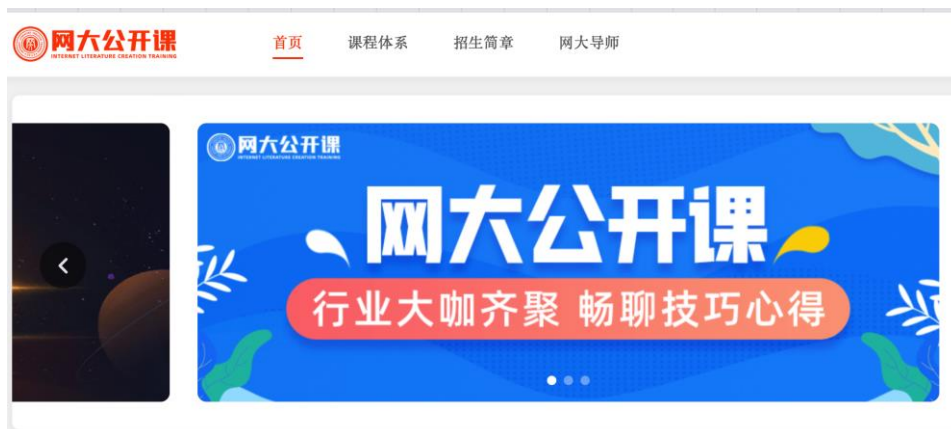 网大公开课
INTERNET LITERATURE CREATION TRAINING
首页 课程体系 招生简章 网大导师
网大公开课
INTERNET LITERATURE CREATION TRAINING
网大公开课
行业大咖齐聚 畅聊技巧心得